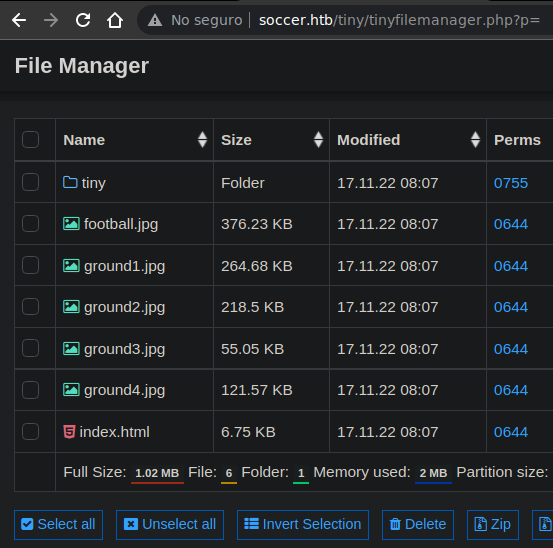 No seguro soccer.htb/tiny/tinyfilemanager.php?p=
File Manager
Name Size Modified Perms
tiny Folder 17.11.22 08:07 0755
football.jpg 376.23 KB 17.11.22 08:07 0644
ground1.jpg 264.68 KB 17.11.22 08:07 0644
ground2.jpg 218.5 KB 17.11.22 08:07 0644
ground3.jpg 55.05 KB 17.11.22 08:07 0644
ground4.jpg 121.57 KB 17.11.22 08:07 0644
index.html 6.75 KB 17.11.22 08:07 0644
Full Size: 1.02 MB File: 6 Folder: 1 Memory used: 2 MB Partition size:
Select all Unselect all Invert Selection Delete Zip